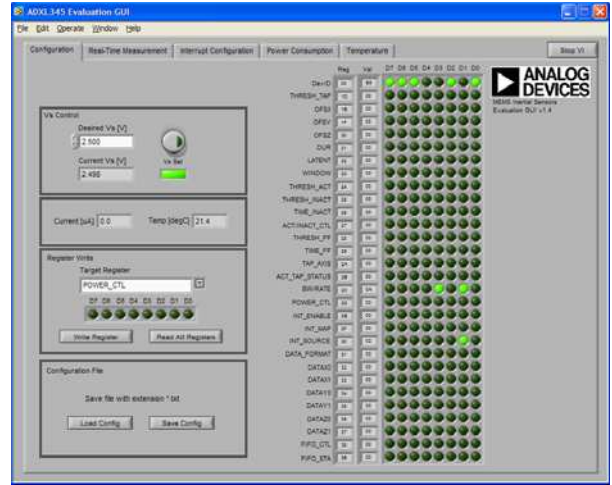 ADXL345 Evaluation GUI
File Edit Operate Window Help
Configuration Real-Time Measurement Interrupt Configuration Power Consumption Temperature Stop VI
Reg Val D7 D6 D5 D4 D3 D2 D1 D0
ANALOG
DEVICES
MEMS Inertial Sensors
Evaluation GUI v1.4
DevID
THRESH_TAP
OFSX
OFSY
OFSZ
DUR
LATENT
WINDOW
THRESH_ACT
THRESH_INACT
TIME_INACT
ACT/INACT_CTL
THRESH_FF
TIME_FF
TAP_AXIS
ACT_TAP_STATUS
BWRATE
POWER_CTL
INT_ENABLE
INT_MAP
INT_SOURCE
DATA_FORMAT
DATAX0
DATAX1
DATAY0
DATAY1
DATAZ0
DATAZ1
FIFO_CTL
FIFO_STA
Vs Control
Desired Vs [V]
2.500
Current Vs [V] Vs Set
2.498
Current [uA] 0.0 Temp [degC] 21.4
Register Write
Target Register
POWER_CTL
D7 D6 D5 D4 D3 D2 D1 D0
Write Register Read All Registers
Configuration File
Save file with extension *.txt
Load Config Save Config